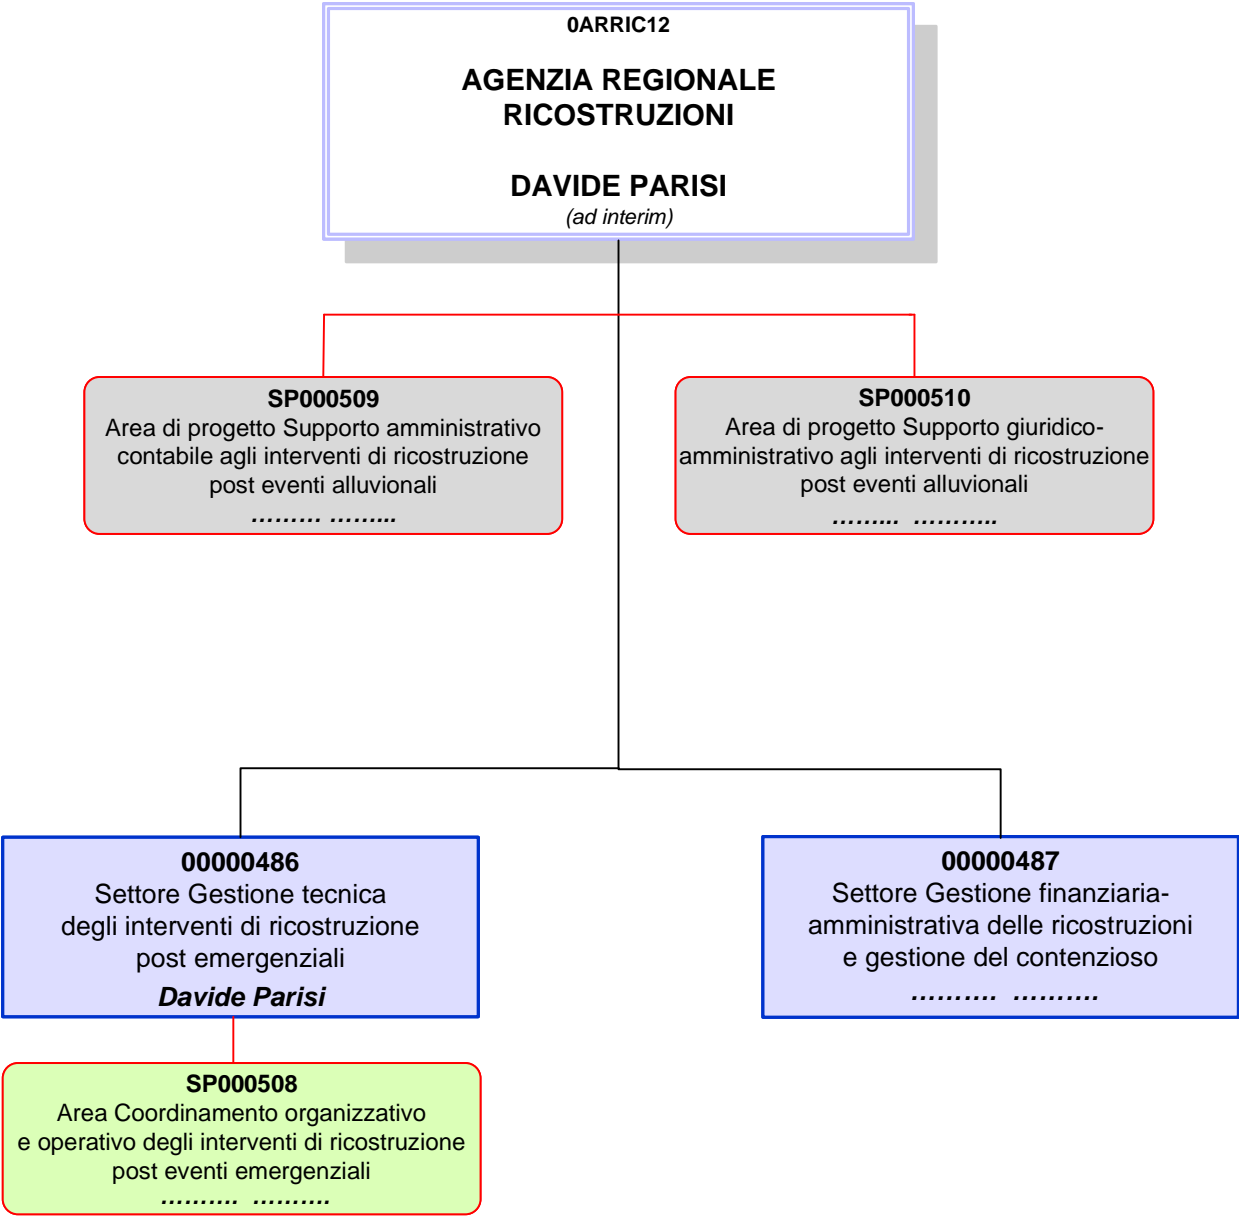 0ARRIC12
AGENZIA REGIONALE
RICOSTRUZIONI
DAVIDE PARISI
(ad interim)
SP000509
Area di progetto Supporto amministrativo
contabile agli interventi di ricostruzione
post eventi alluvionali
……… ……...
SP000510
Area di progetto Supporto giuridico-
amministrativo agli interventi di ricostruzione
post eventi alluvionali
……... ………..
00000486
Settore Gestione tecnica
degli interventi di ricostruzione
post emergenziali
Davide Parisi
00000487
Settore Gestione finanziaria-
amministrativa delle ricostruzioni
e gestione del contenzioso
………. ……….
SP000508
Area Coordinamento organizzativo
e operativo degli interventi di ricostruzione
post eventi emergenziali
………. ……….